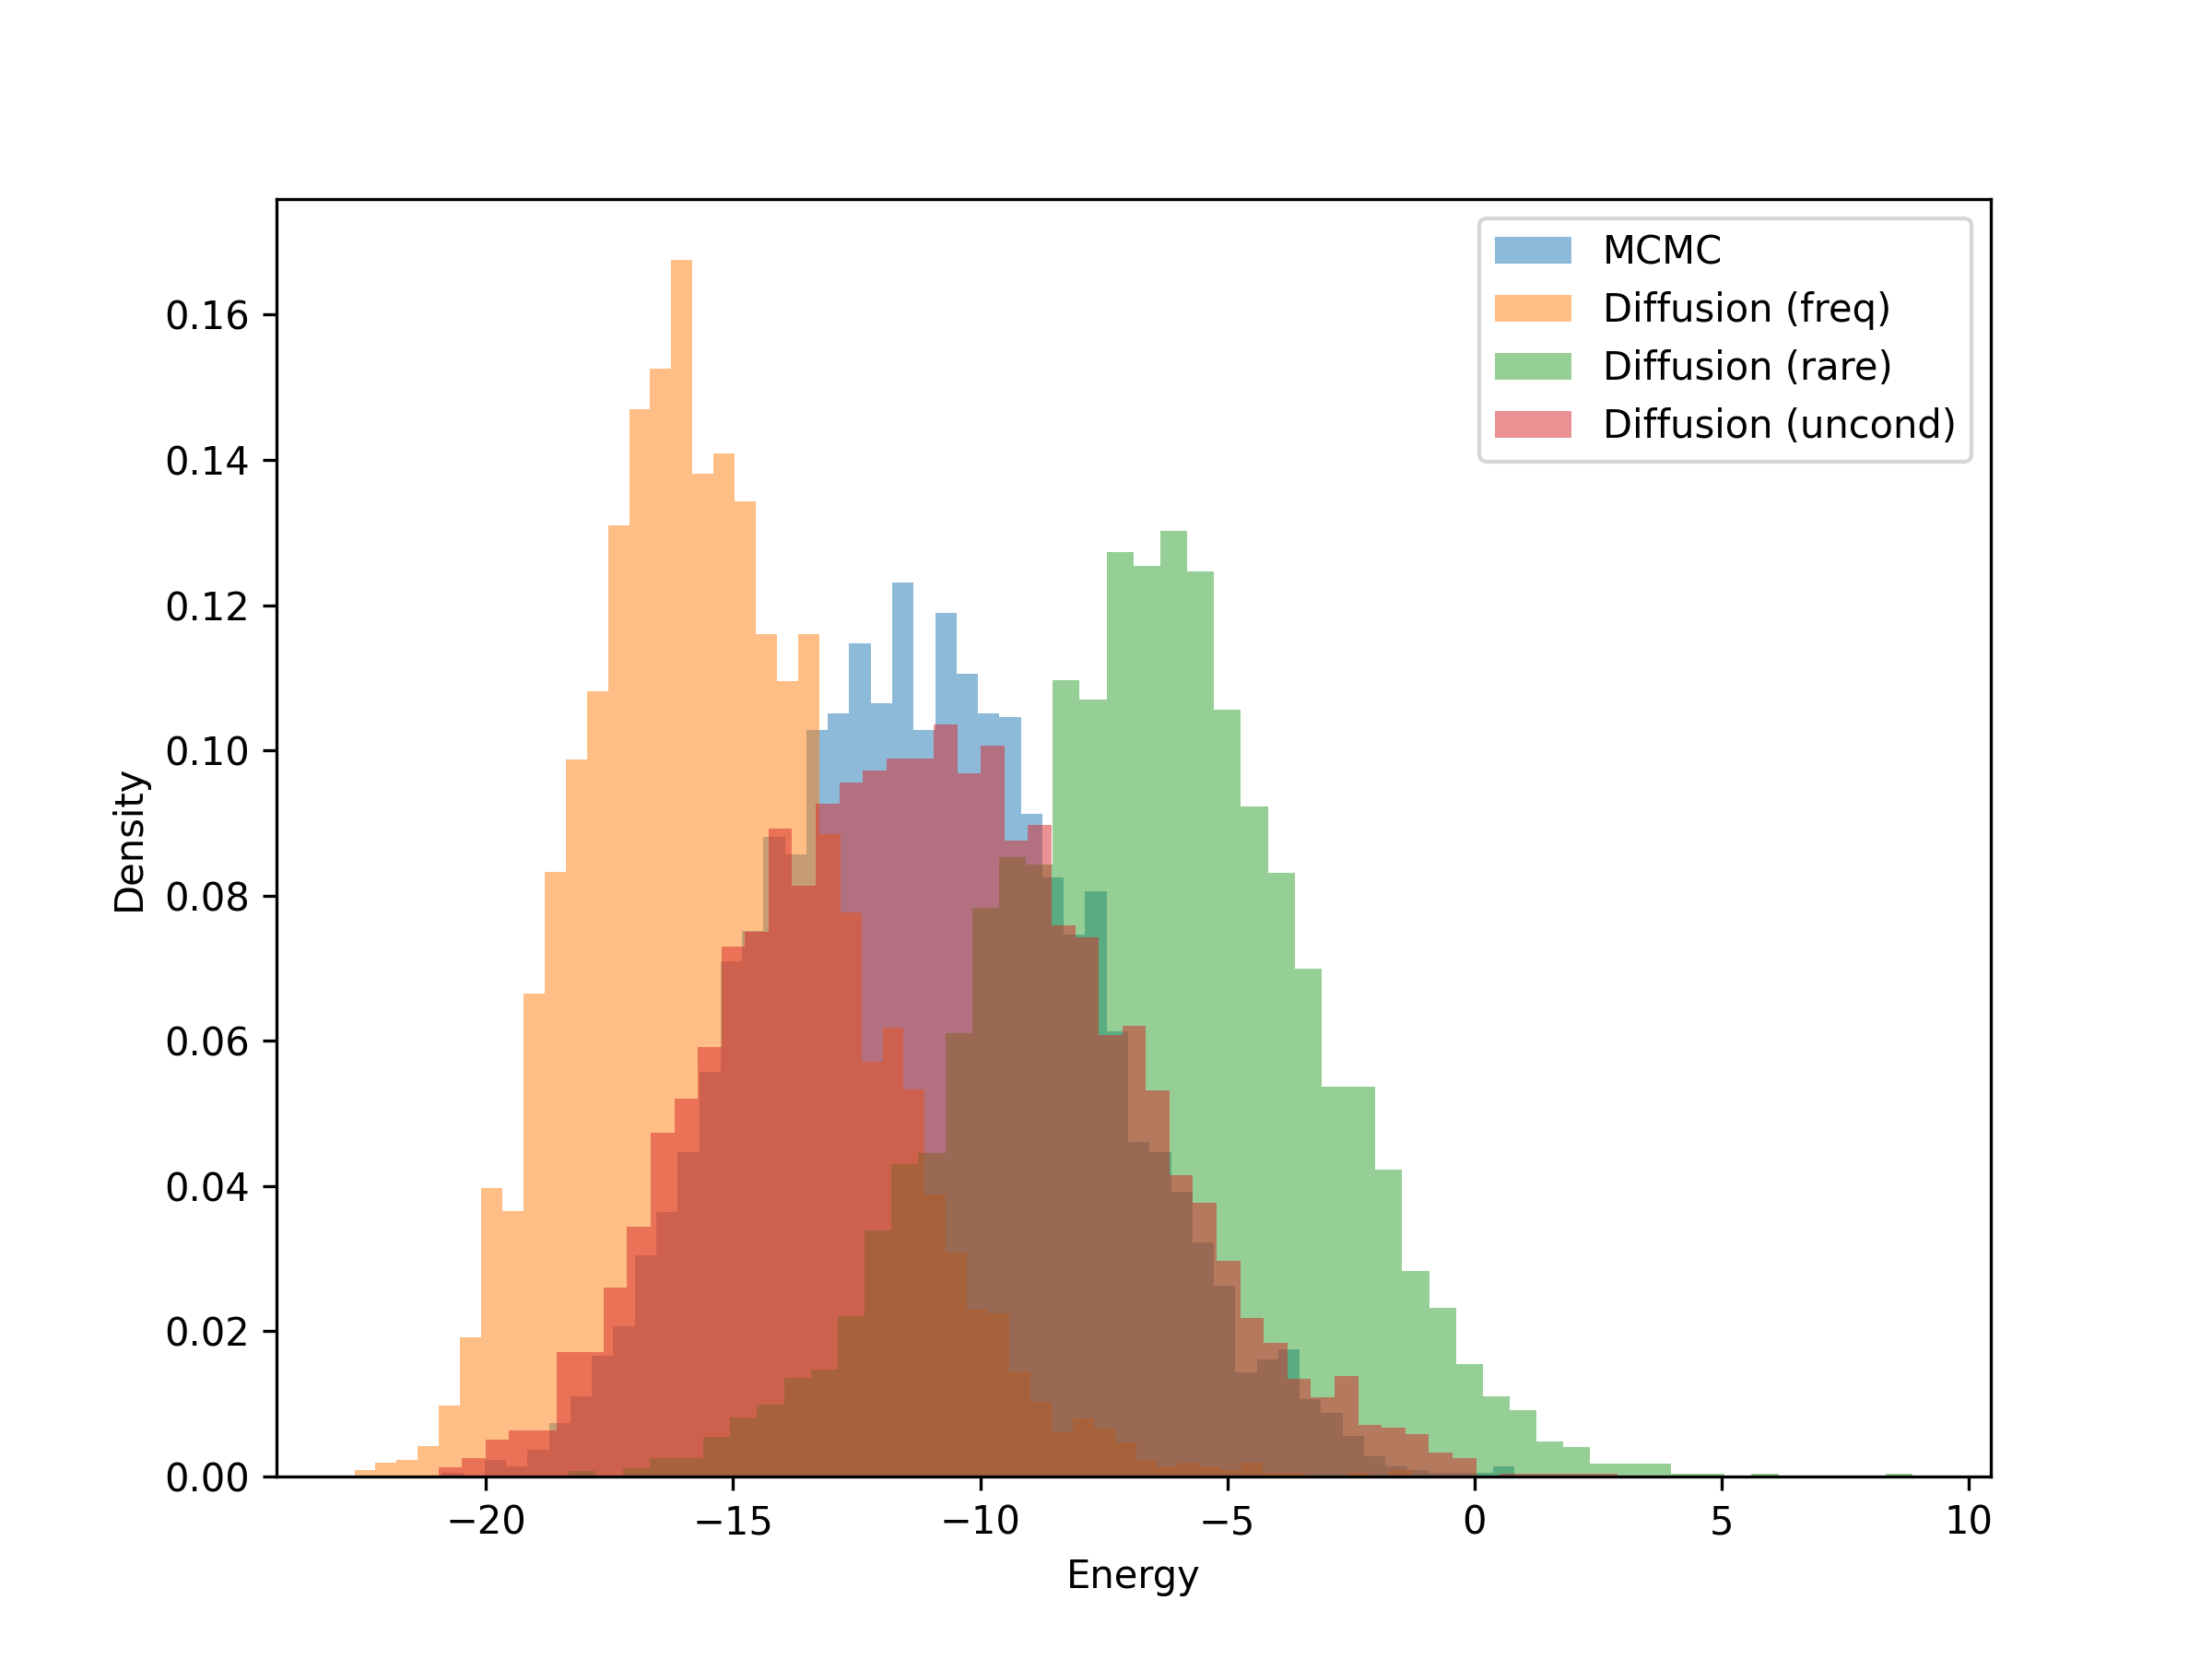 MCMC
Diffusion (freq)
Diffusion (rare)
Diffusion (uncond)
0.16
0.14
0.12
0.10
0.08
0.06
0.04
0.02
0.00
Density
−20 −15 −10 −5 0 5 10
Energy